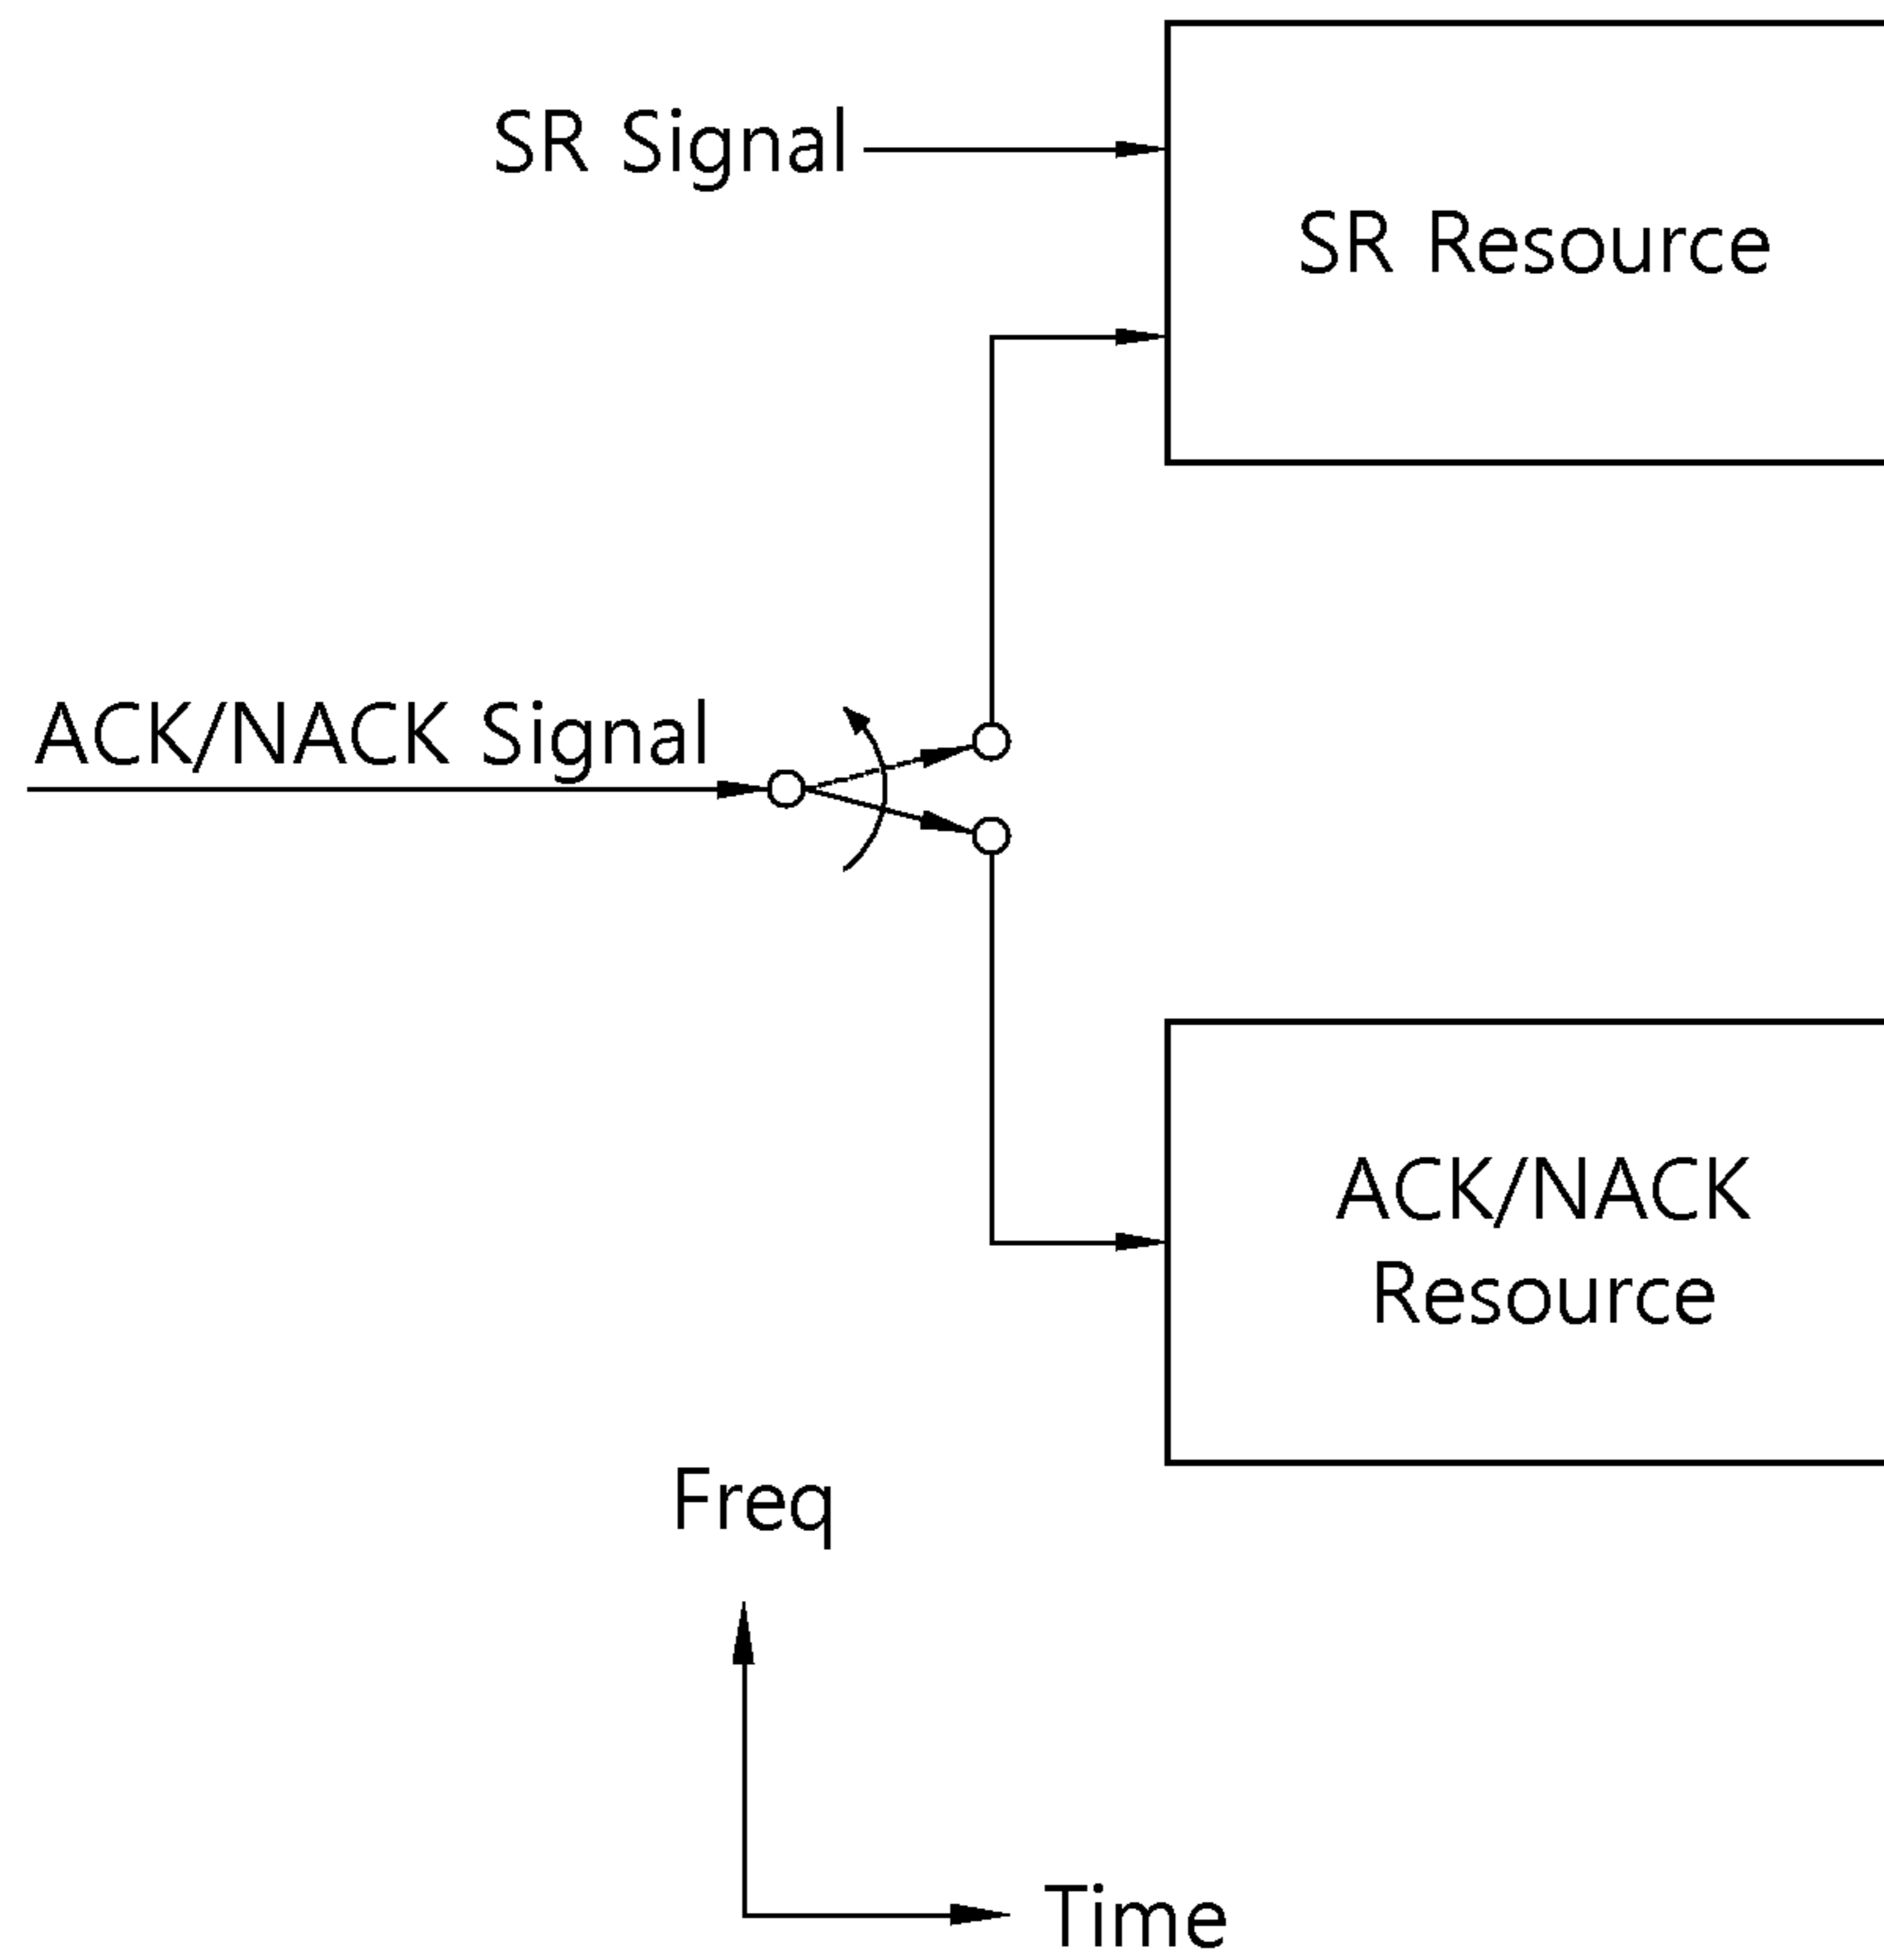 SR Signal
SR Resource
ACK/NACK Signal
ACK/NACK
Resource
Freq
Time